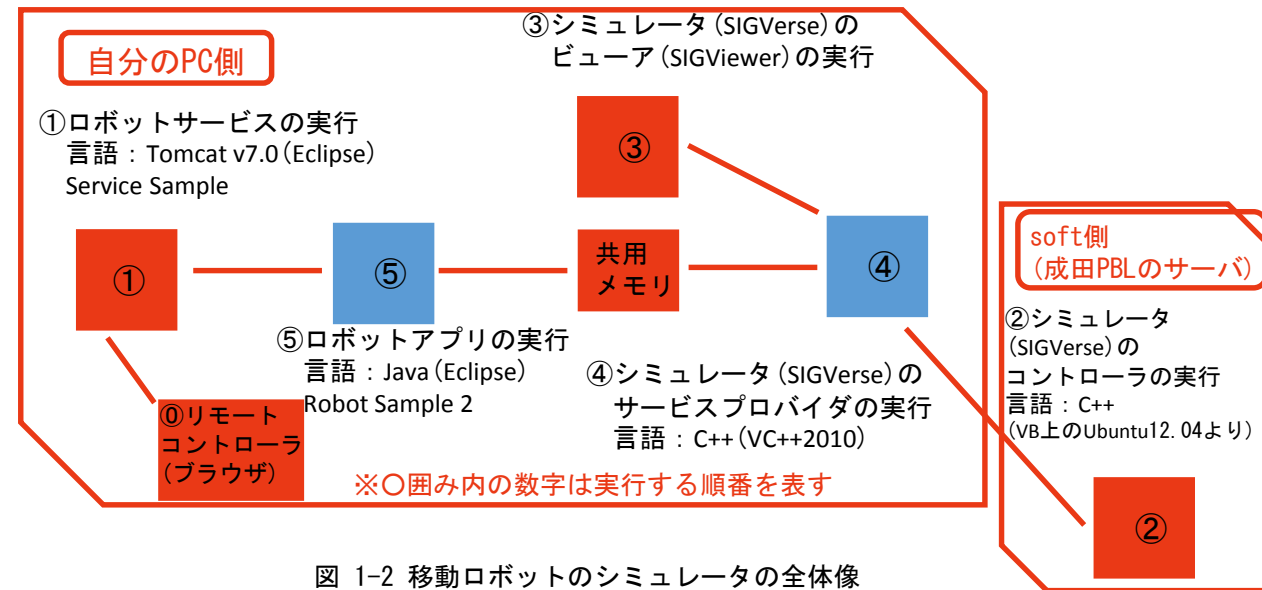 自分のPC側
①ロボットサービスの実行
言語：Tomcat v7.0(Eclipse)
Service Sample
③シミュレータ(SIGVerse)の
ビューア(SIGViewer)の実行
③
①
⑤
共用
メモリ
④
⑤ロボットアプリの実行
言語：Java(Eclipse)
Robot Sample 2
④シミュレータ(SIGVerse)の
サービスプロバイダの実行
言語：C++(VC++2010)
⓪リモート
コントローラ
(ブラウザ)
※〇囲み内の数字は実行する順番を表す
soft側
(成田PBLのサーバ)
②シミュレータ
(SIGVerse)の
コントローラの実行
言語：C++
(VB上のUbuntu12.04より)
②
図 1-2 移動ロボットのシミュレータの全体像